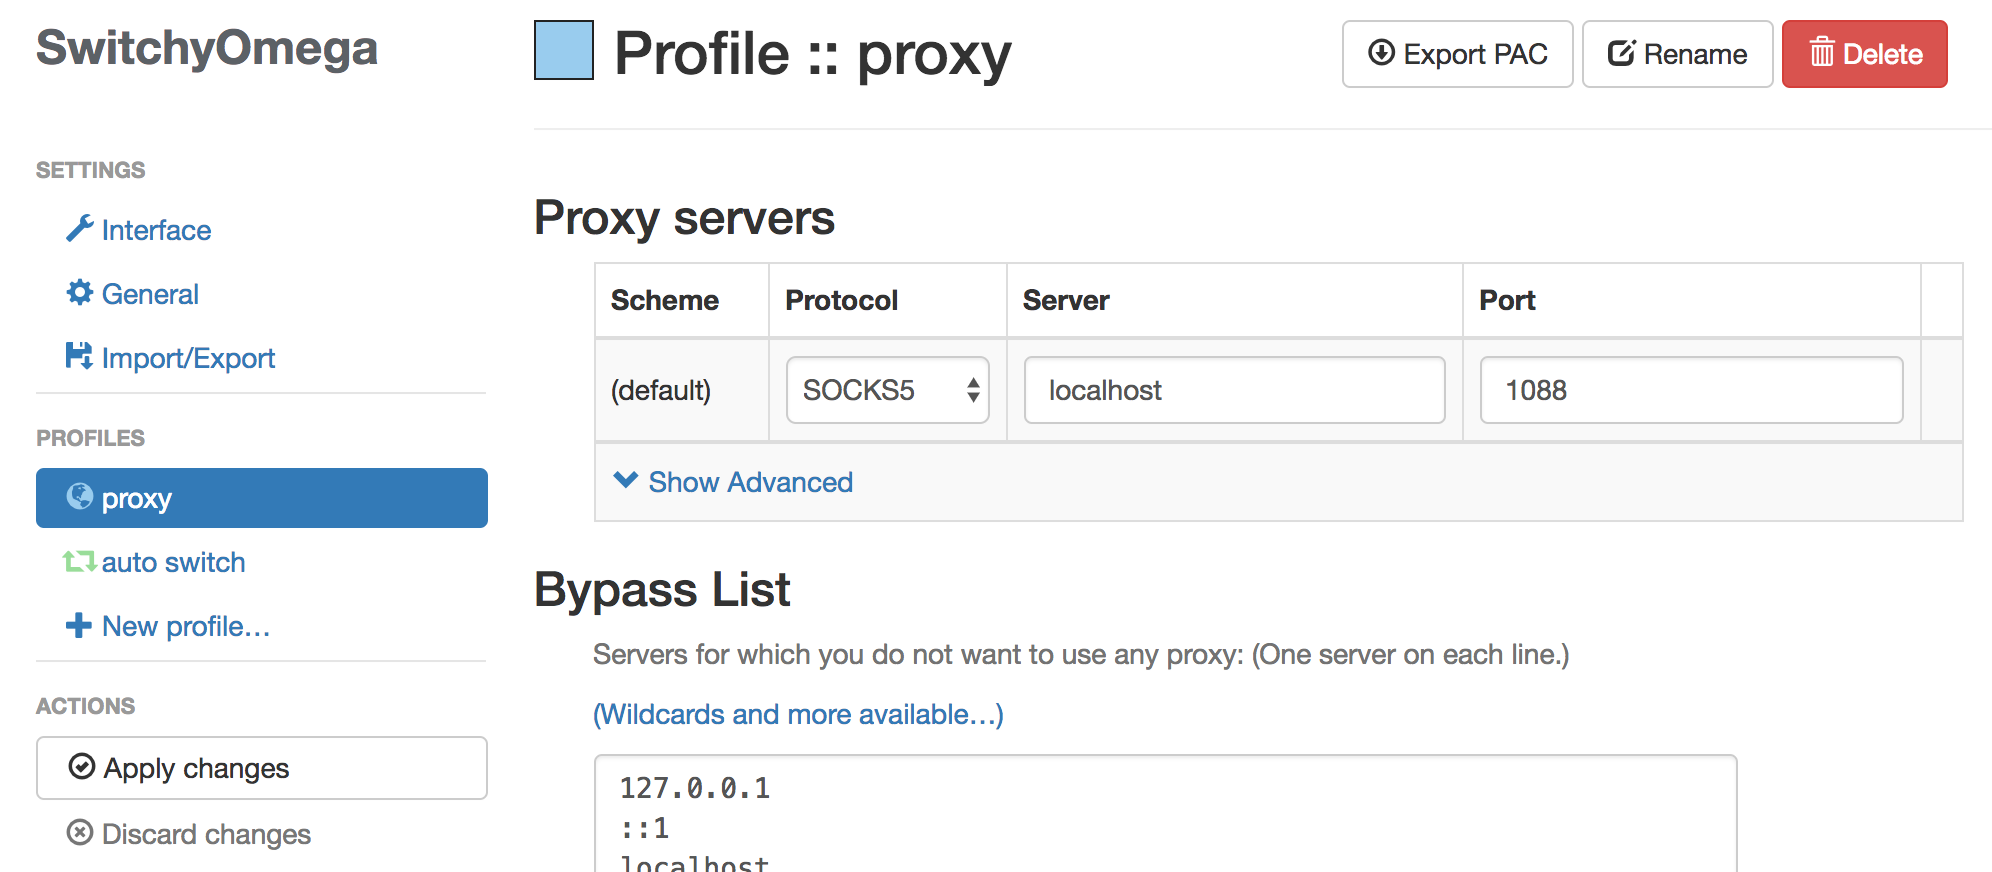 SwitchyOmega
Profile :: proxy
Export PAC
Rename
Delete
SETTINGS
Interface
General
Import/Export
PROFILES
proxy
auto switch
New profile…
ACTIONS
Apply changes
Discard changes
Proxy servers
Scheme Protocol Server Port
(default) SOCKS5 localhost 1088
Show Advanced
Bypass List
Servers for which you do not want to use any proxy: (One server on each line.)
(Wildcards and more available…)
127.0.0.1
::1
localhost